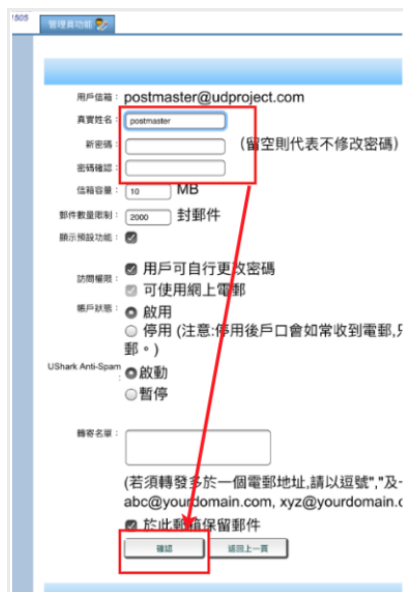 1505
管理員功能
用戶信箱： postmaster@udproject.com
真實姓名： postmaster
新密碼： (留空則代表不修改密碼)
密碼確認：
信箱容量： 10 MB
郵件數量限制： 2000 封郵件
顯示預設功能：
訪問權限： 用戶可自行更改密碼
可使用網上電郵
帳戶狀態： 啟用
停用 (注意:停用後戶口會如常收到電郵,只
郵。)
UShark Anti-Spam
: 啟動
暫停
轉寄名單：
(若須轉發多於一個電郵地址,請以逗號","及一
abc@yourdomain.com, xyz@yourdomain.c
於此郵箱保留郵件
確認 返回上一頁